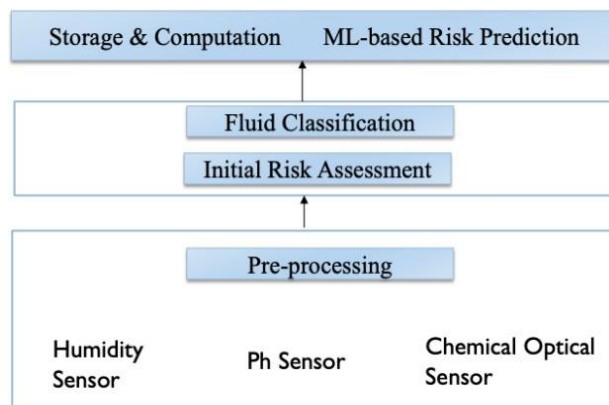 Storage & Computation ML-based Risk Prediction
Fluid Classification
Initial Risk Assessment
Pre-processing
Humidity
Sensor
Ph Sensor
Chemical Optical
Sensor